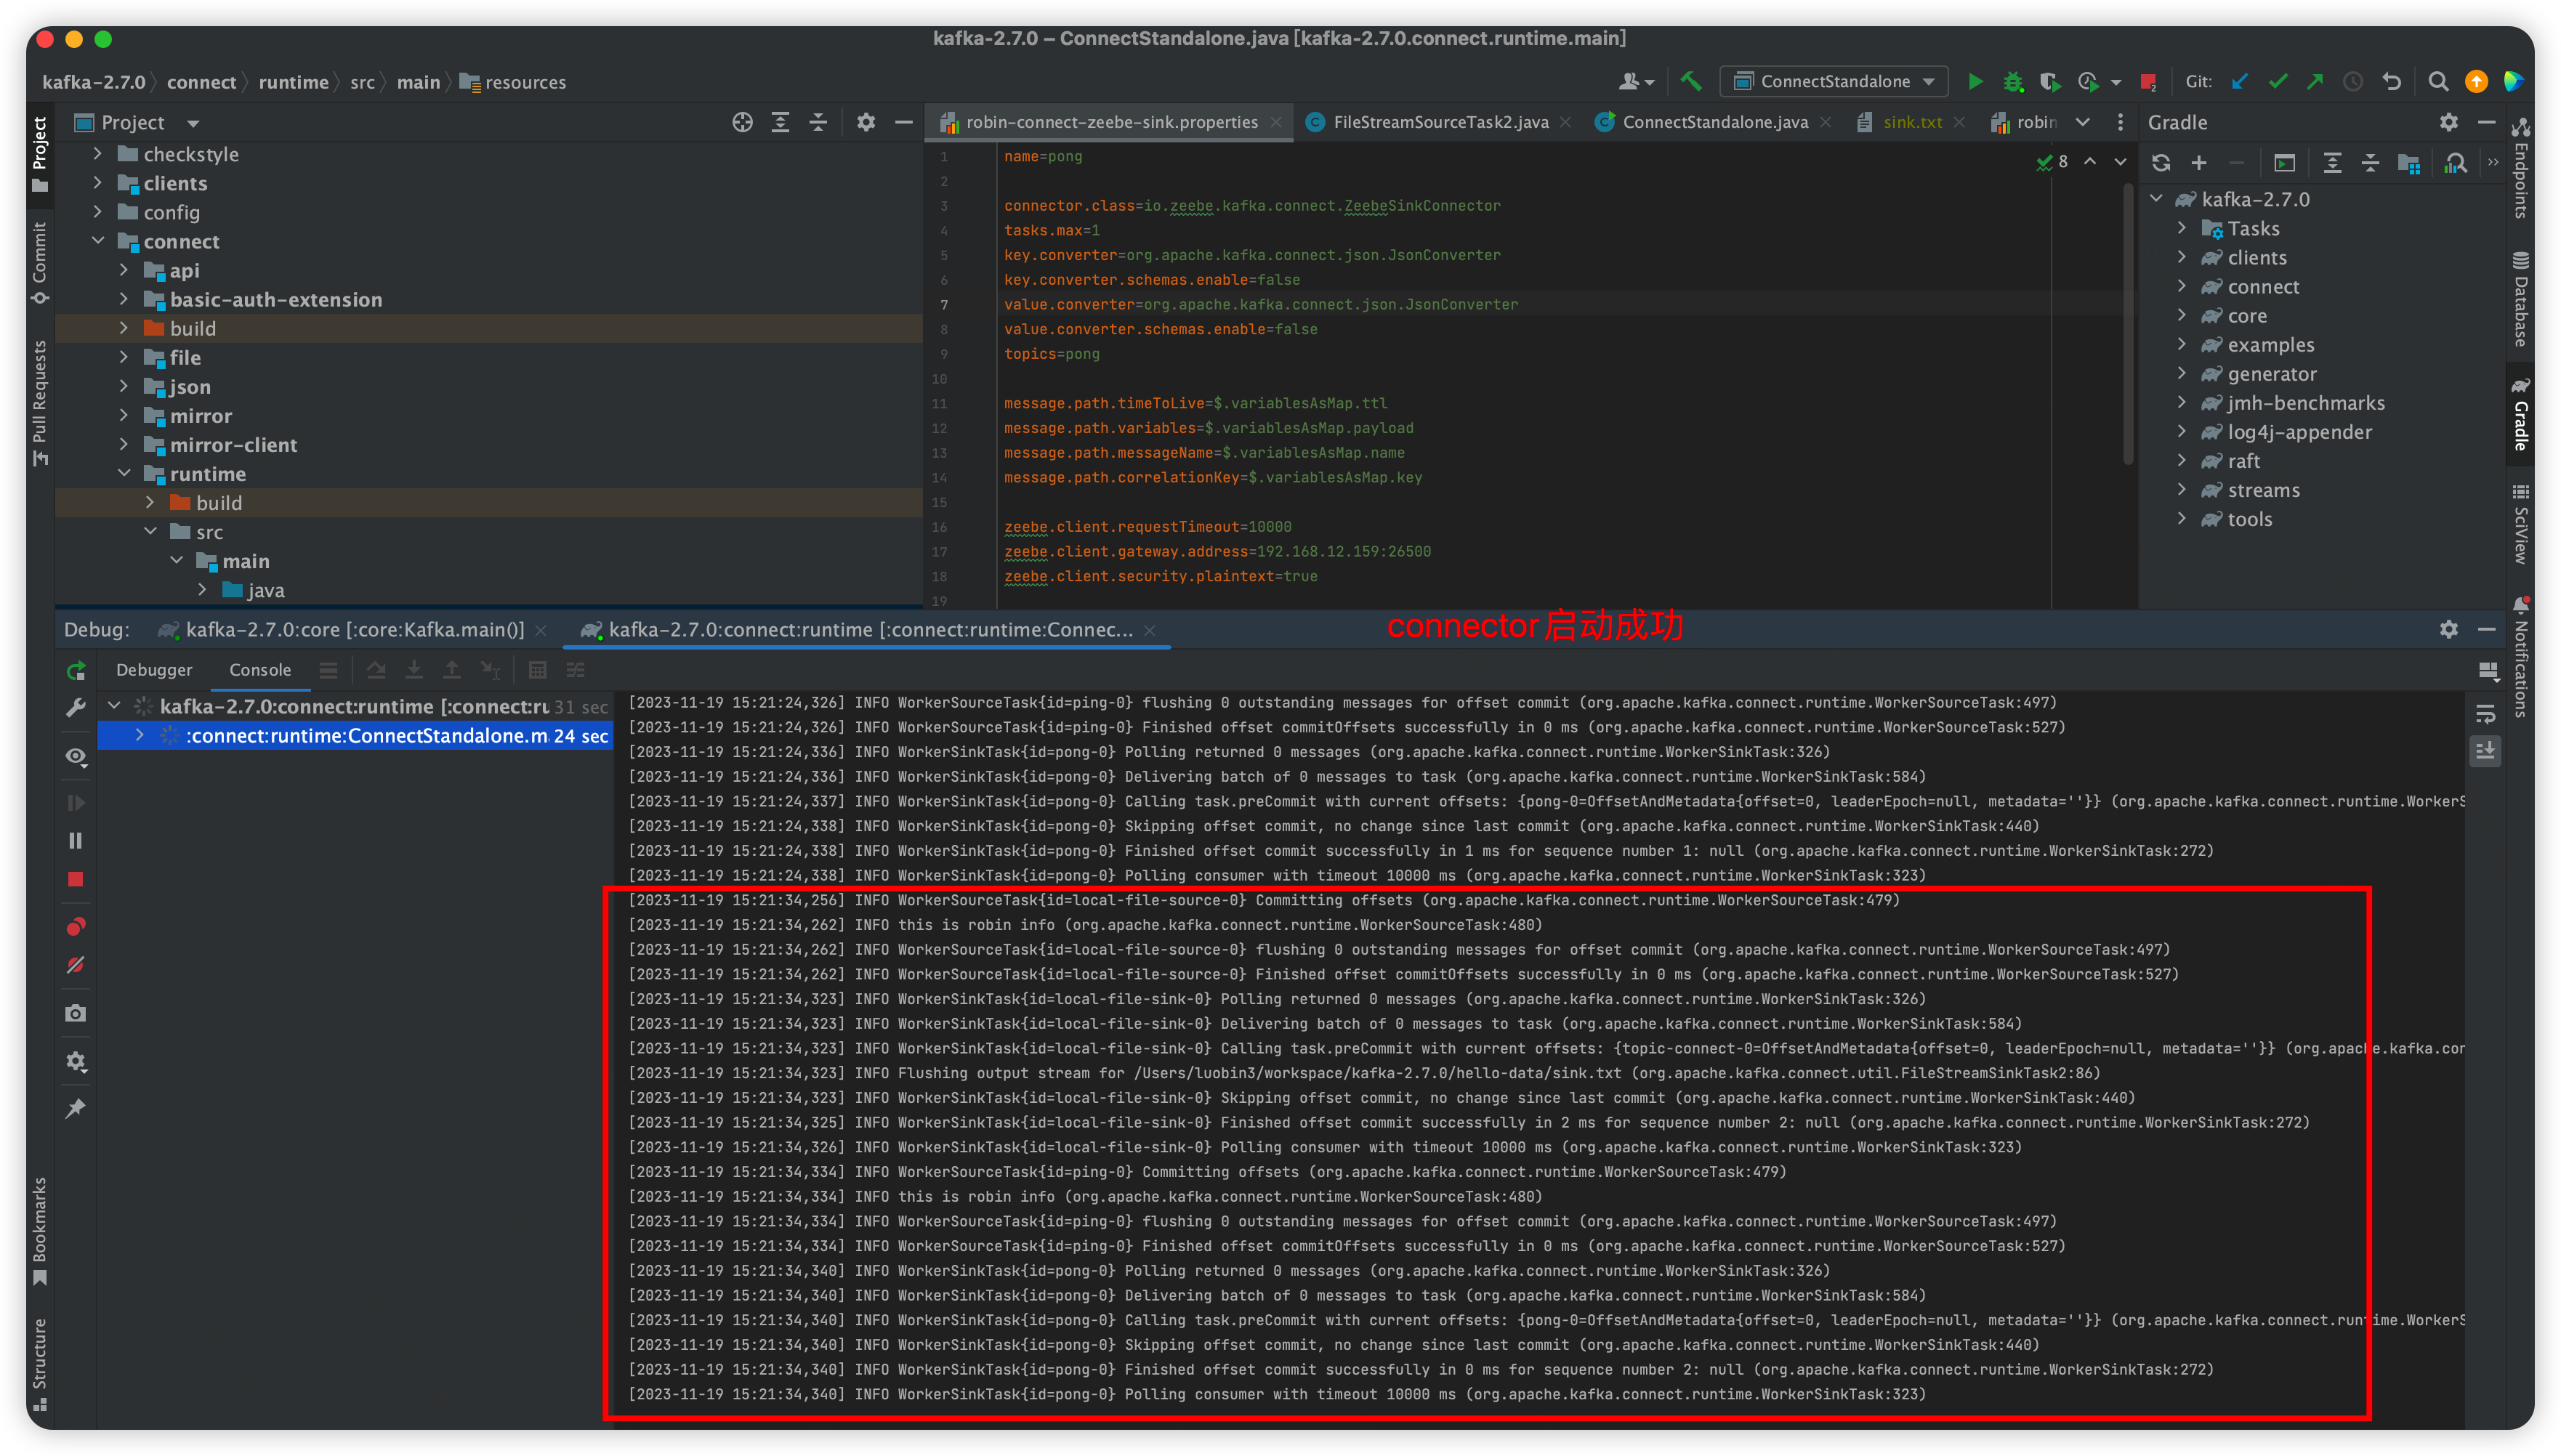 kafka-2.7.0 – ConnectStandalone.java [kafka-2.7.0.connect.runtime.main]
kafka-2.7.0 connect runtime src main resources
ConnectStandalone
2
Git:
Project
robin-connect-zeebe-sink.properties
FileStreamSourceTask2.java
ConnectStandalone.java
sink.txt
robin
Gradle
Project
Commit
Pull Requests
checkstyle
clients
config
connect
api
basic-auth-extension
build
file
json
mirror
mirror-client
runtime
build
src
main
java
8
1 name=pong
2
3 connector.class=io.zeebe.kafka.connect.ZeebeSinkConnector
4 tasks.max=1
5 key.converter=org.apache.kafka.connect.json.JsonConverter
6 key.converter.schemas.enable=false
7 value.converter=org.apache.kafka.connect.json.JsonConverter
8 value.converter.schemas.enable=false
9 topics=pong
10
11 message.path.timeToLive=$.variablesAsMap.ttl
12 message.path.variables=$.variablesAsMap.payload
13 message.path.messageName=$.variablesAsMap.name
14 message.path.correlationKey=$.variablesAsMap.key
15
16 zeebe.client.requestTimeout=10000
17 zeebe.client.gateway.address=192.168.12.159:26500
18 zeebe.client.security.plaintext=true
19
kafka-2.7.0
Tasks
clients
connect
core
examples
generator
jmh-benchmarks
log4j-appender
raft
streams
tools
Endpoints
Database
Gradle
SciView
Notifications
connector启动成功
Debug:
kafka-2.7.0:core [:core:Kafka.main()]
kafka-2.7.0:connect:runtime [:connect:runtime:Connec...
Debugger
Console
kafka-2.7.0:connect:runtime [:connect:ru 31 sec
:connect:runtime:ConnectStandalone.m 24 sec
[2023-11-19 15:21:24,326] INFO WorkerSourceTask{id=ping-0} flushing 0 outstanding messages for offset commit (org.apache.kafka.connect.runtime.WorkerSourceTask:497)
[2023-11-19 15:21:24,326] INFO WorkerSourceTask{id=ping-0} Finished offset commitOffsets successfully in 0 ms (org.apache.kafka.connect.runtime.WorkerSourceTask:527)
[2023-11-19 15:21:24,336] INFO WorkerSinkTask{id=pong-0} Polling returned 0 messages (org.apache.kafka.connect.runtime.WorkerSinkTask:326)
[2023-11-19 15:21:24,336] INFO WorkerSinkTask{id=pong-0} Delivering batch of 0 messages to task (org.apache.kafka.connect.runtime.WorkerSinkTask:584)
[2023-11-19 15:21:24,337] INFO WorkerSinkTask{id=pong-0} Calling task.preCommit with current offsets: {pong-0=OffsetAndMetadata{offset=0, leaderEpoch=null, metadata=''}} (org.apache.kafka.connect.runtime.WorkerS
[2023-11-19 15:21:24,338] INFO WorkerSinkTask{id=pong-0} Skipping offset commit, no change since last commit (org.apache.kafka.connect.runtime.WorkerSinkTask:440)
[2023-11-19 15:21:24,338] INFO WorkerSinkTask{id=pong-0} Finished offset commit successfully in 1 ms for sequence number 1: null (org.apache.kafka.connect.runtime.WorkerSinkTask:272)
[2023-11-19 15:21:24,338] INFO WorkerSinkTask{id=pong-0} Polling consumer with timeout 10000 ms (org.apache.kafka.connect.runtime.WorkerSinkTask:323)
[2023-11-19 15:21:34,256] INFO WorkerSourceTask{id=local-file-source-0} Committing offsets (org.apache.kafka.connect.runtime.WorkerSourceTask:479)
[2023-11-19 15:21:34,262] INFO this is robin info (org.apache.kafka.connect.runtime.WorkerSourceTask:480)
[2023-11-19 15:21:34,262] INFO WorkerSourceTask{id=local-file-source-0} flushing 0 outstanding messages for offset commit (org.apache.kafka.connect.runtime.WorkerSourceTask:497)
[2023-11-19 15:21:34,262] INFO WorkerSourceTask{id=local-file-source-0} Finished offset commitOffsets successfully in 0 ms (org.apache.kafka.connect.runtime.WorkerSourceTask:527)
[2023-11-19 15:21:34,323] INFO WorkerSinkTask{id=local-file-sink-0} Polling returned 0 messages (org.apache.kafka.connect.runtime.WorkerSinkTask:326)
[2023-11-19 15:21:34,323] INFO WorkerSinkTask{id=local-file-sink-0} Delivering batch of 0 messages to task (org.apache.kafka.connect.runtime.WorkerSinkTask:584)
[2023-11-19 15:21:34,323] INFO WorkerSinkTask{id=local-file-sink-0} Calling task.preCommit with current offsets: {topic-connect-0=OffsetAndMetadata{offset=0, leaderEpoch=null, metadata=''}} (org.apache.kafka.con
[2023-11-19 15:21:34,323] INFO Flushing output stream for /Users/luobin3/workspace/kafka-2.7.0/hello-data/sink.txt (org.apache.kafka.connect.util.FileStreamSinkTask2:86)
[2023-11-19 15:21:34,323] INFO WorkerSinkTask{id=local-file-sink-0} Skipping offset commit, no change since last commit (org.apache.kafka.connect.runtime.WorkerSinkTask:440)
[2023-11-19 15:21:34,325] INFO WorkerSinkTask{id=local-file-sink-0} Finished offset commit successfully in 2 ms for sequence number 2: null (org.apache.kafka.connect.runtime.WorkerSinkTask:272)
[2023-11-19 15:21:34,326] INFO WorkerSinkTask{id=local-file-sink-0} Polling consumer with timeout 10000 ms (org.apache.kafka.connect.runtime.WorkerSinkTask:323)
[2023-11-19 15:21:34,334] INFO WorkerSourceTask{id=ping-0} Committing offsets (org.apache.kafka.connect.runtime.WorkerSourceTask:479)
[2023-11-19 15:21:34,334] INFO this is robin info (org.apache.kafka.connect.runtime.WorkerSourceTask:480)
[2023-11-19 15:21:34,334] INFO WorkerSourceTask{id=ping-0} flushing 0 outstanding messages for offset commit (org.apache.kafka.connect.runtime.WorkerSourceTask:497)
[2023-11-19 15:21:34,334] INFO WorkerSourceTask{id=ping-0} Finished offset commitOffsets successfully in 0 ms (org.apache.kafka.connect.runtime.WorkerSourceTask:527)
[2023-11-19 15:21:34,340] INFO WorkerSinkTask{id=pong-0} Polling returned 0 messages (org.apache.kafka.connect.runtime.WorkerSinkTask:326)
[2023-11-19 15:21:34,340] INFO WorkerSinkTask{id=pong-0} Delivering batch of 0 messages to task (org.apache.kafka.connect.runtime.WorkerSinkTask:584)
[2023-11-19 15:21:34,340] INFO WorkerSinkTask{id=pong-0} Calling task.preCommit with current offsets: {pong-0=OffsetAndMetadata{offset=0, leaderEpoch=null, metadata=''}} (org.apache.kafka.connect.runtime.WorkerS
[2023-11-19 15:21:34,340] INFO WorkerSinkTask{id=pong-0} Skipping offset commit, no change since last commit (org.apache.kafka.connect.runtime.WorkerSinkTask:440)
[2023-11-19 15:21:34,340] INFO WorkerSinkTask{id=pong-0} Finished offset commit successfully in 0 ms for sequence number 2: null (org.apache.kafka.connect.runtime.WorkerSinkTask:272)
[2023-11-19 15:21:34,340] INFO WorkerSinkTask{id=pong-0} Polling consumer with timeout 10000 ms (org.apache.kafka.connect.runtime.WorkerSinkTask:323)
Bookmarks
Structure